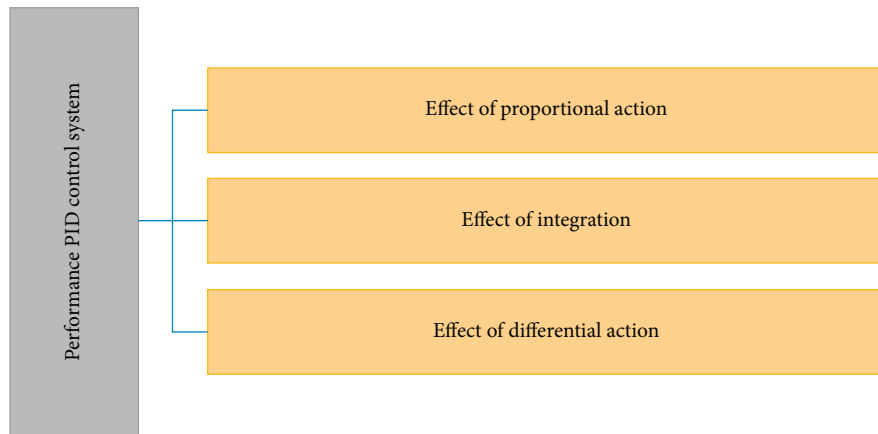 Performance PID control system
Effect of proportional action
Effect of integration
Effect of differential action